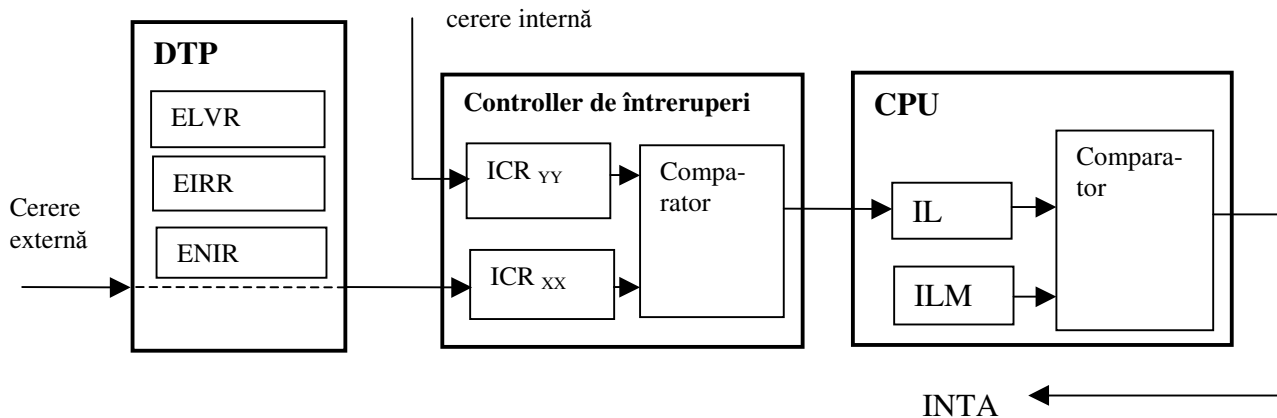 cerere internă
DTP
ELVR
EIRR
ENIR
Cerere
externă
Controller de întreruperi
ICR YY
ICR XX
Compa-
rator
CPU
IL
ILM
Compara-
tor
INTA